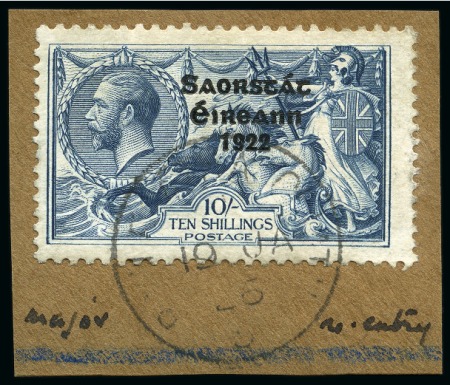 Saorstát
Éireann
1922
10/-
TEN SHILLINGS
POSTAGE
major re-entry